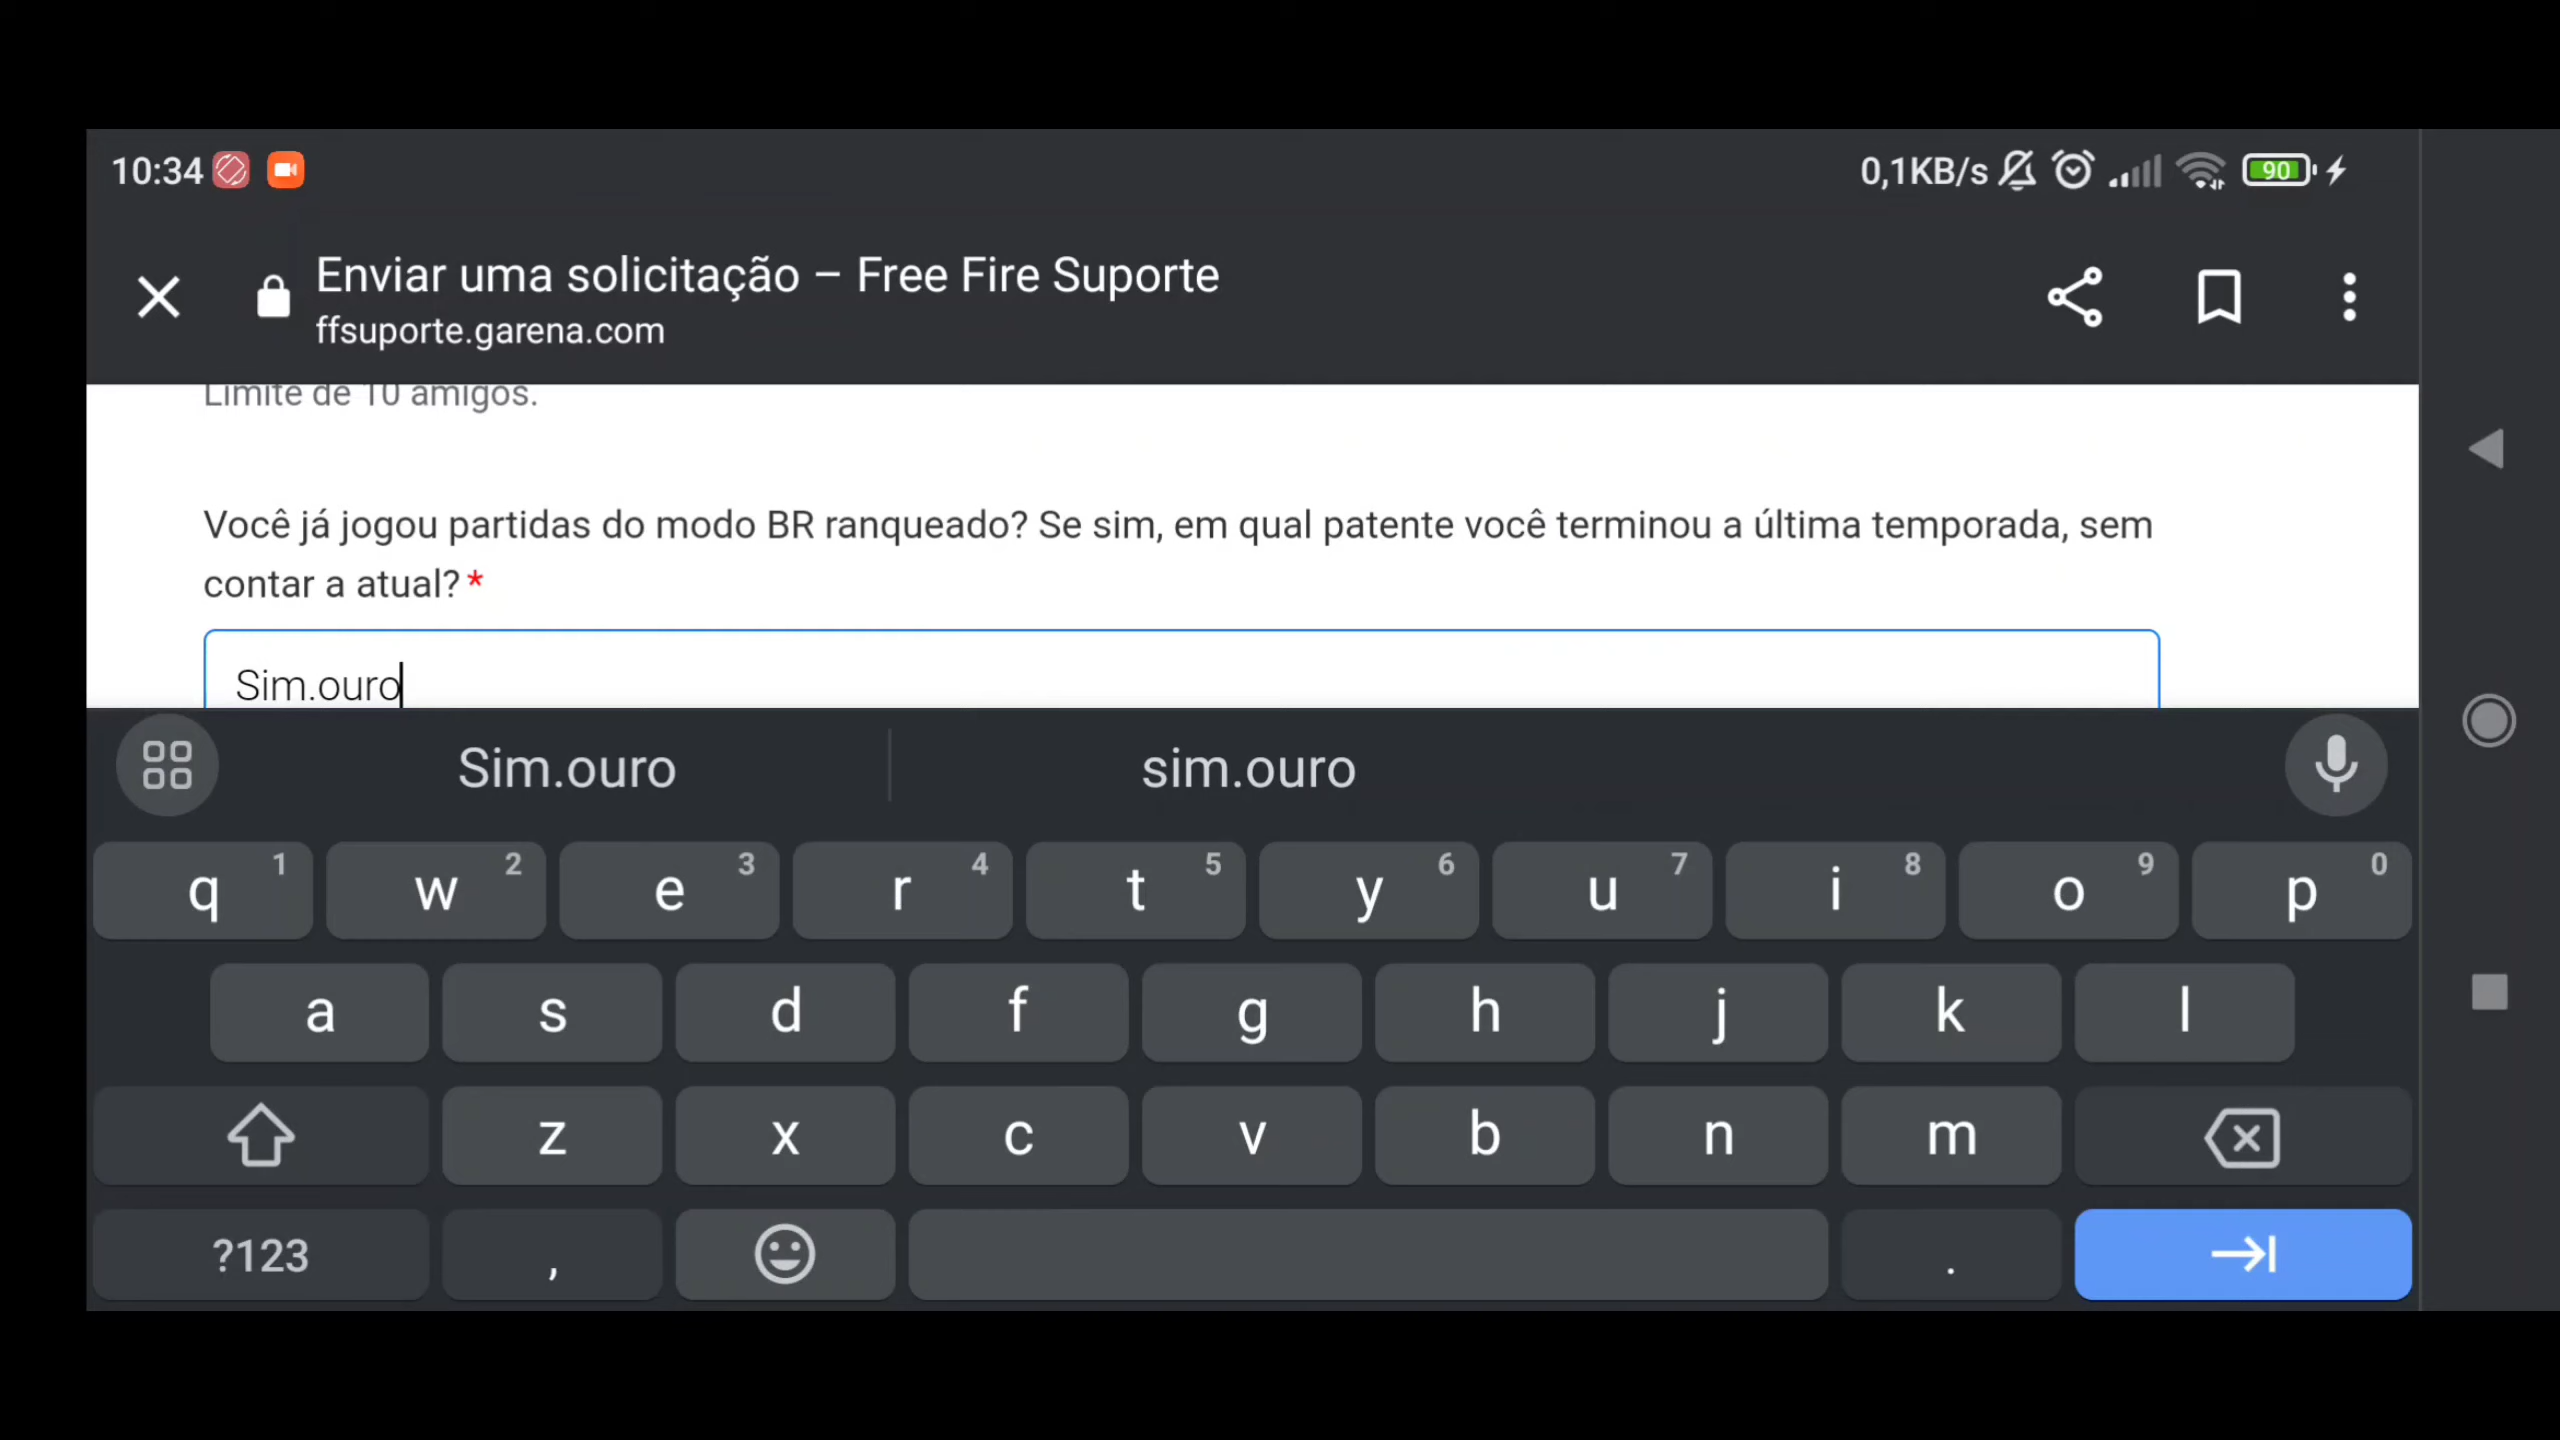 10:34
0,1KB/s
90
Enviar uma solicitação – Free Fire Suporte
ffsuporte.garena.com
Limite de 10 amigos.
Você já jogou partidas do modo BR ranqueado? Se sim, em qual patente você terminou a última temporada, sem
contar a atual? *
Sim.ouro
Sim.ouro sim.ouro
q 1 w 2 e 3 r 4 t 5 y 6 u 7 i 8 o 9 p 0
a s d f g h j k l
z x c v b n m
?123 , .